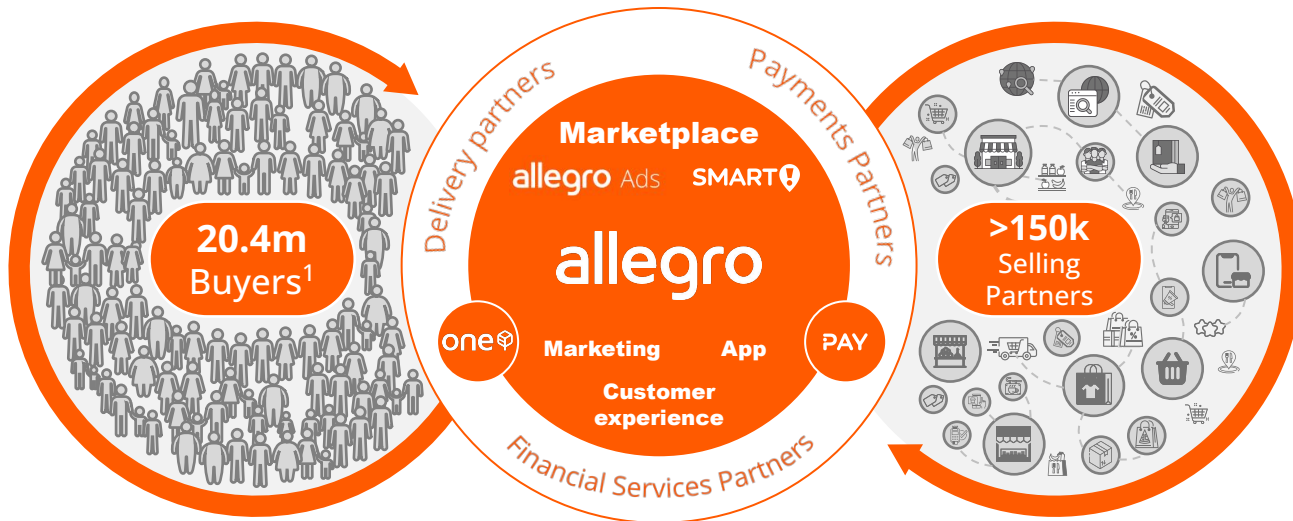 20.4m
Buyers¹
Delivery partners
Payments Partners
Marketplace
allegro Ads
SMART!
allegro
one
PAY
Marketing
App
Customer
experience
Financial Services Partners
>150k
Selling
Partners